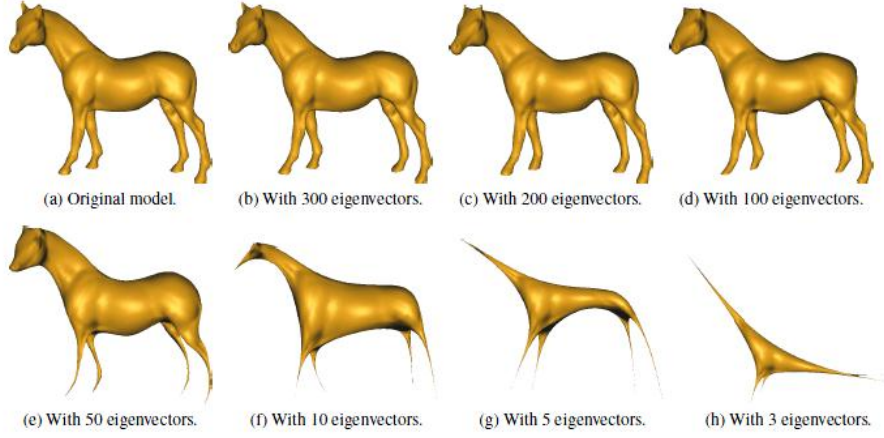 (a) Original model.
(b) With 300 eigenvectors.
(c) With 200 eigenvectors.
(d) With 100 eigenvectors.
(e) With 50 eigenvectors.
(f) With 10 eigenvectors.
(g) With 5 eigenvectors.
(h) With 3 eigenvectors.